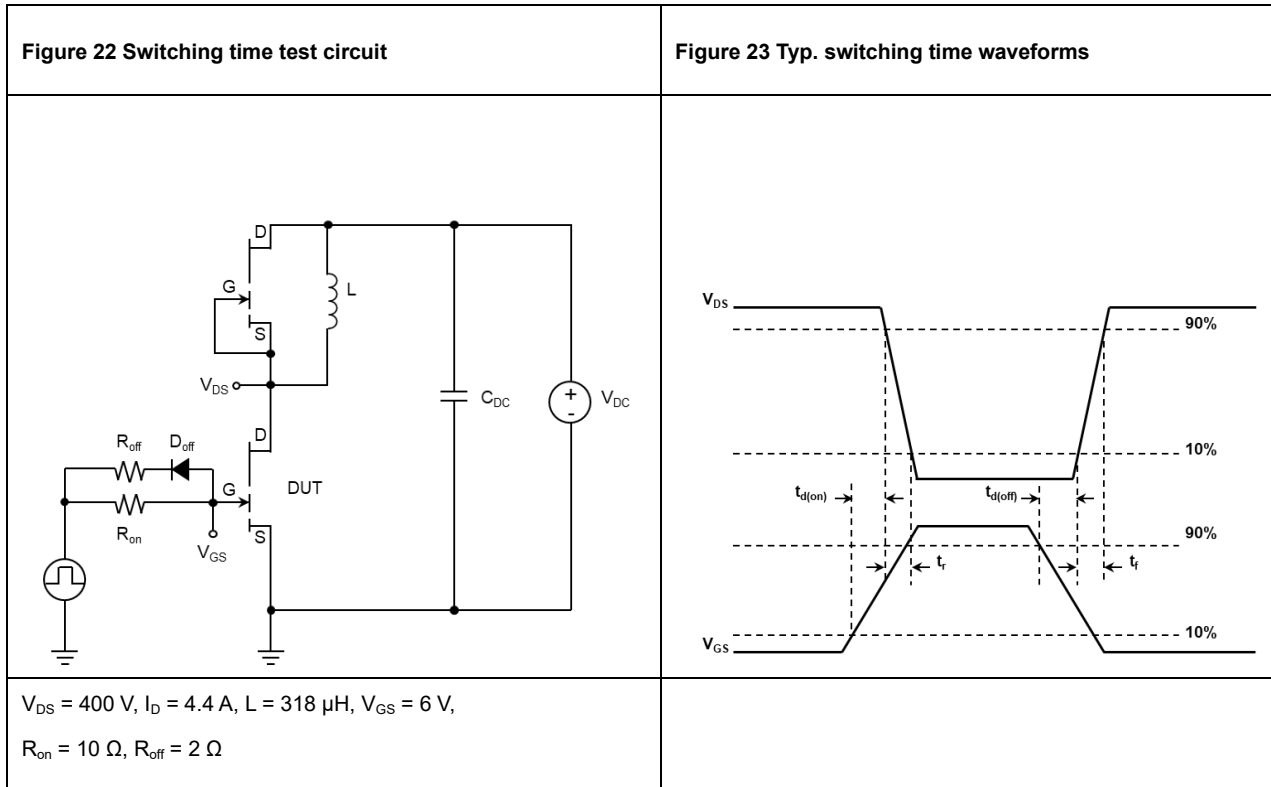 Figure 22 Switching time test circuit
Figure 23 Typ. switching time waveforms
D
G
S
L
V_DS
C_DC
+
-
V_DC
R_off
D_off
D
G
DUT
R_on
S
V_GS
V_DS
90%
10%
t_d(on)
t_d(off)
90%
t_r
t_f
10%
V_GS
V_DS = 400 V, I_D = 4.4 A, L = 318 µH, V_GS = 6 V,
R_on = 10 Ω, R_off = 2 Ω